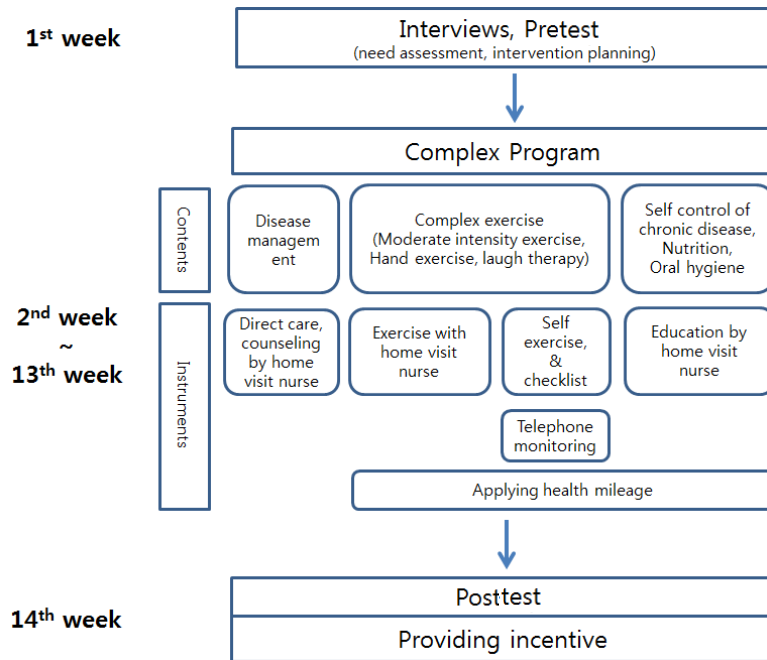 1st week
Interviews, Pretest
(need assessment, intervention planning)
Complex Program
Contents
Disease
managem
ent
Complex exercise
(Moderate intensity exercise,
Hand exercise, laugh therapy)
Self control of
chronic disease,
Nutrition,
Oral hygiene
2nd week
~
13th week
Instruments
Direct care,
counseling
by home
visit nurse
Exercise with
home visit
nurse
Self
exercise,
&
checklist
Education by
home visit
nurse
Telephone
monitoring
Applying health mileage
14th week
Posttest
Providing incentive